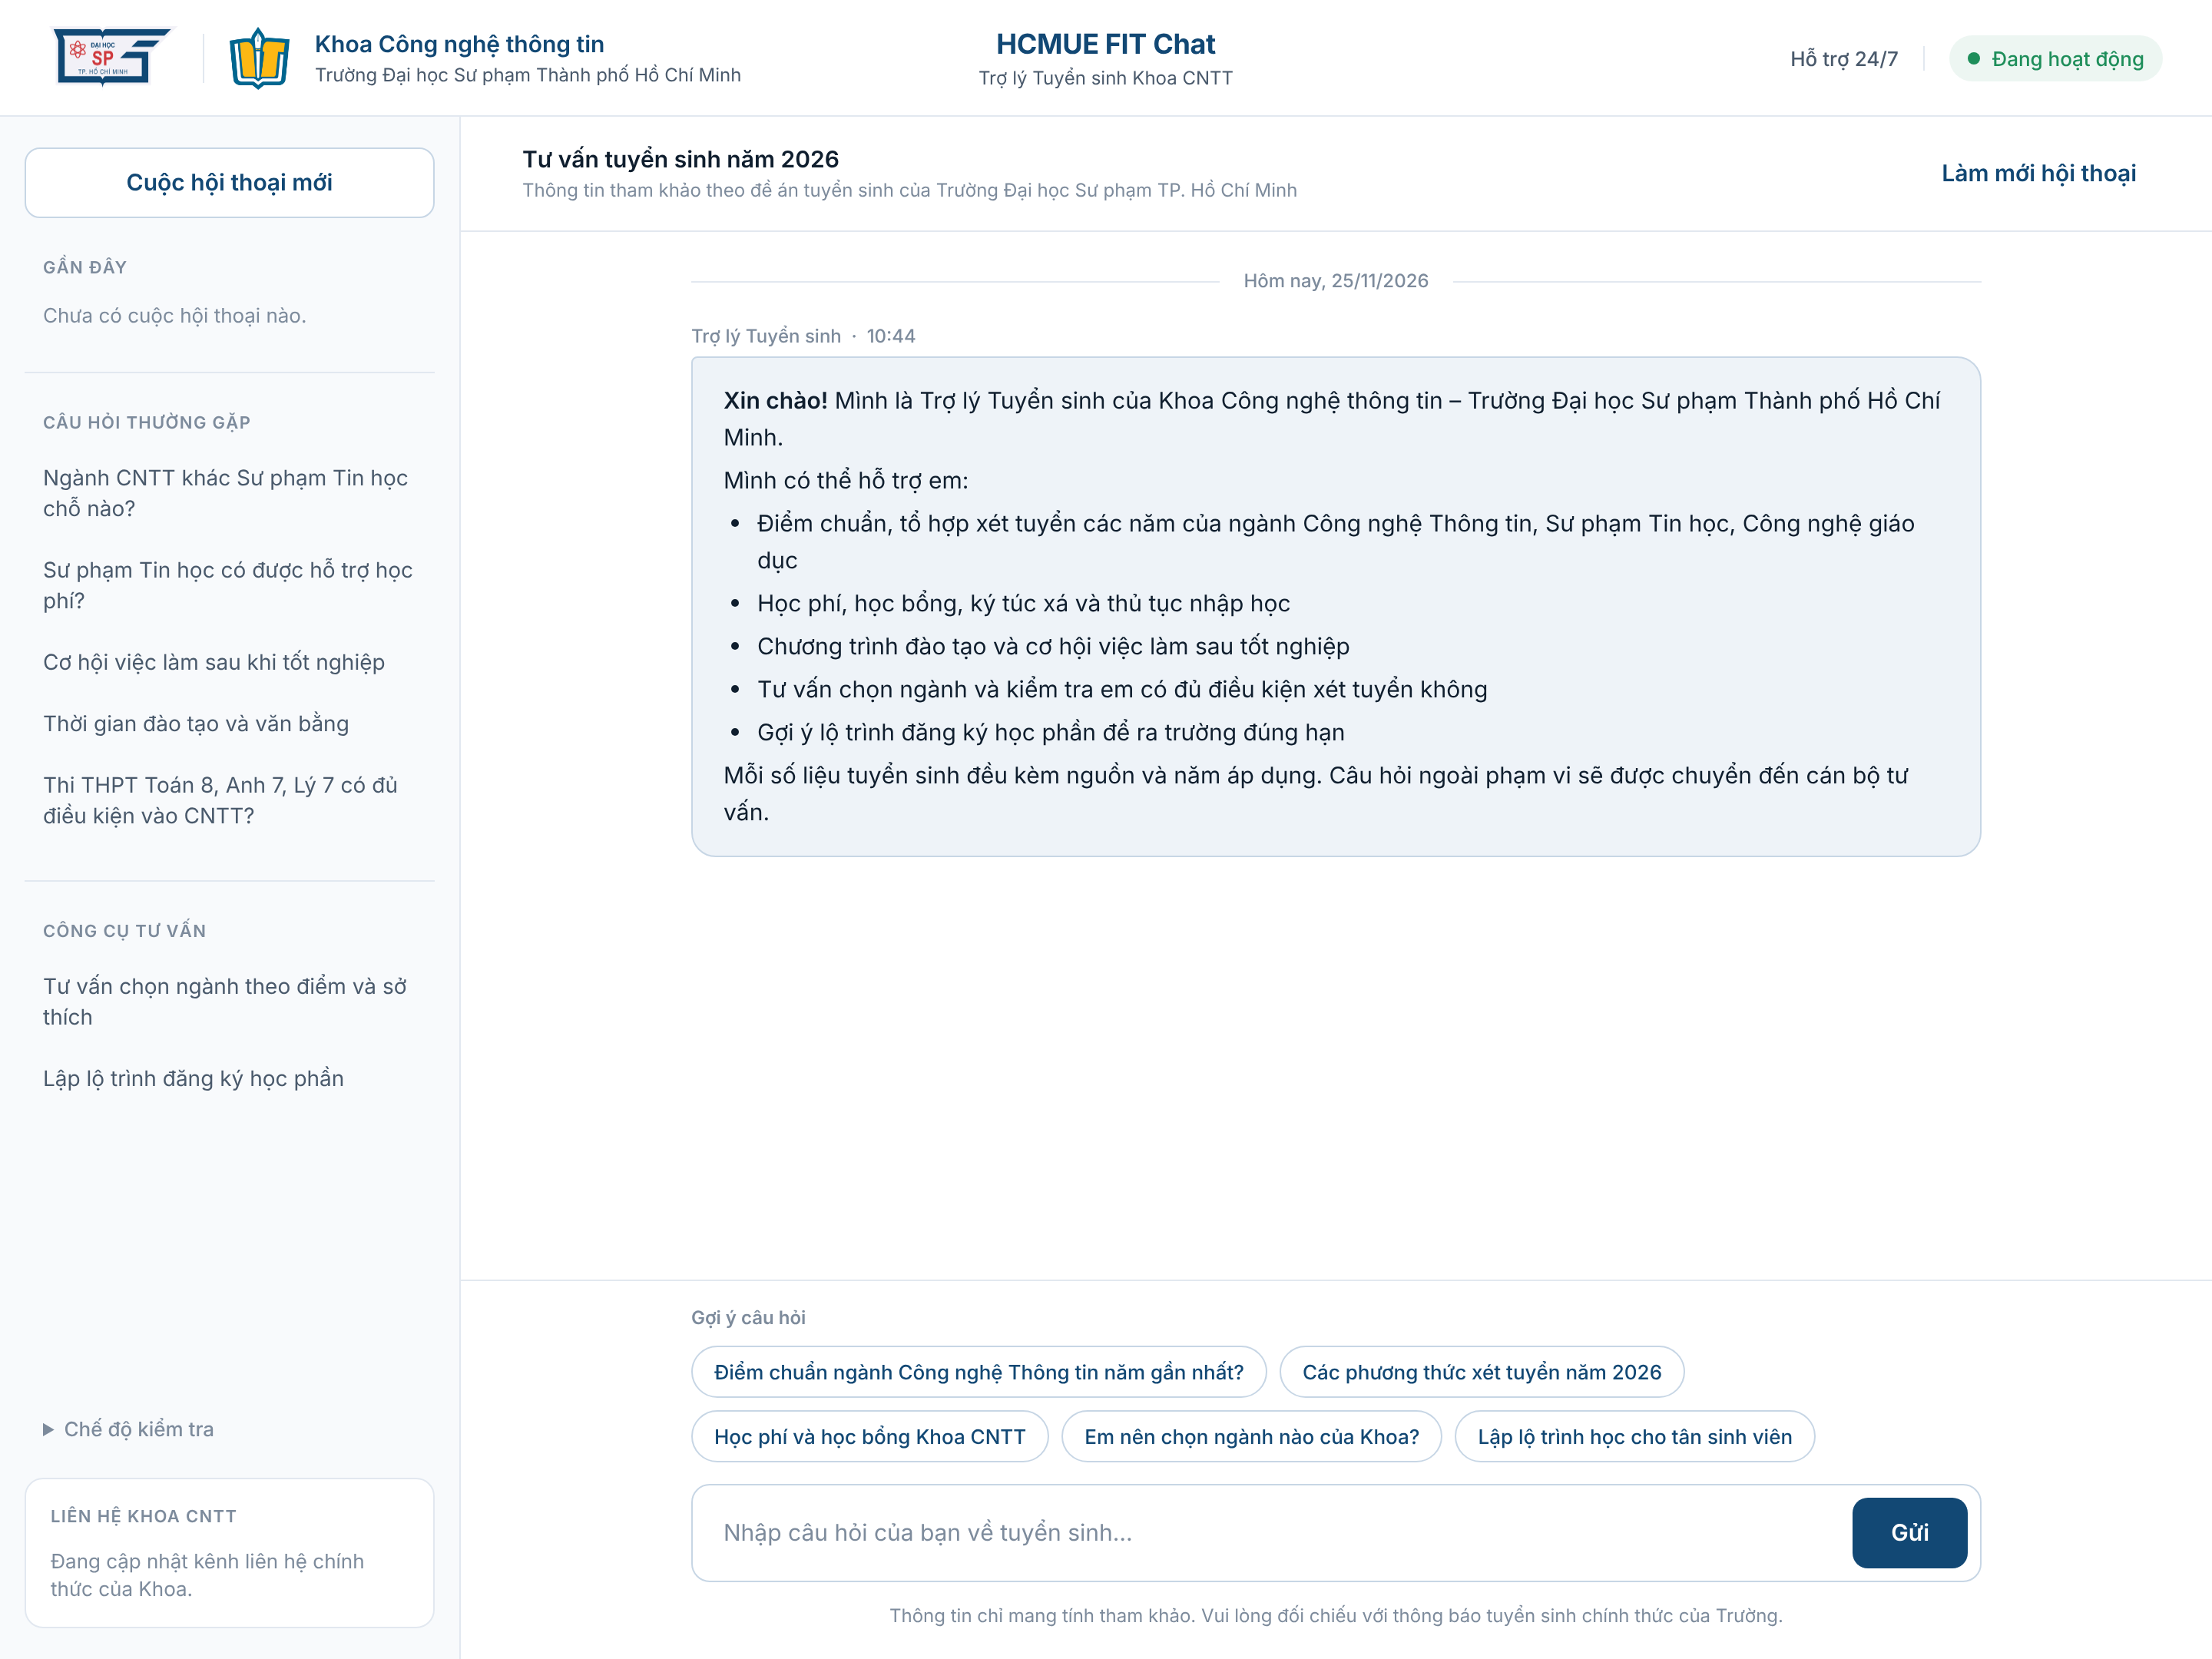 ĐẠI HỌC
SP
TP. HỒ CHÍ MINH
Khoa Công nghệ thông tin
Trường Đại học Sư phạm Thành phố Hồ Chí Minh
HCMUE FIT Chat
Trợ lý Tuyển sinh Khoa CNTT
Hỗ trợ 24/7
Đang hoạt động
Cuộc hội thoại mới
GẦN ĐÂY
Chưa có cuộc hội thoại nào.
CÂU HỎI THƯỜNG GẶP
Ngành CNTT khác Sư phạm Tin học
chỗ nào?
Sư phạm Tin học có được hỗ trợ học
phí?
Cơ hội việc làm sau khi tốt nghiệp
Thời gian đào tạo và văn bằng
Thi THPT Toán 8, Anh 7, Lý 7 có đủ
điều kiện vào CNTT?
CÔNG CỤ TƯ VẤN
Tư vấn chọn ngành theo điểm và sở
thích
Lập lộ trình đăng ký học phần
▶ Chế độ kiểm tra
LIÊN HỆ KHOA CNTT
Đang cập nhật kênh liên hệ chính
thức của Khoa.
Tư vấn tuyển sinh năm 2026
Thông tin tham khảo theo đề án tuyển sinh của Trường Đại học Sư phạm TP. Hồ Chí Minh
Làm mới hội thoại
Hôm nay, 25/11/2026
Trợ lý Tuyển sinh · 10:44
Xin chào! Mình là Trợ lý Tuyển sinh của Khoa Công nghệ thông tin – Trường Đại học Sư phạm Thành phố Hồ Chí
Minh.
Mình có thể hỗ trợ em:
• Điểm chuẩn, tổ hợp xét tuyển các năm của ngành Công nghệ Thông tin, Sư phạm Tin học, Công nghệ giáo
dục
• Học phí, học bổng, ký túc xá và thủ tục nhập học
• Chương trình đào tạo và cơ hội việc làm sau tốt nghiệp
• Tư vấn chọn ngành và kiểm tra em có đủ điều kiện xét tuyển không
• Gợi ý lộ trình đăng ký học phần để ra trường đúng hạn
Mỗi số liệu tuyển sinh đều kèm nguồn và năm áp dụng. Câu hỏi ngoài phạm vi sẽ được chuyển đến cán bộ tư
vấn.
Gợi ý câu hỏi
Điểm chuẩn ngành Công nghệ Thông tin năm gần nhất?
Các phương thức xét tuyển năm 2026
Học phí và học bổng Khoa CNTT
Em nên chọn ngành nào của Khoa?
Lập lộ trình học cho tân sinh viên
Nhập câu hỏi của bạn về tuyển sinh...
Gửi
Thông tin chỉ mang tính tham khảo. Vui lòng đối chiếu với thông báo tuyển sinh chính thức của Trường.